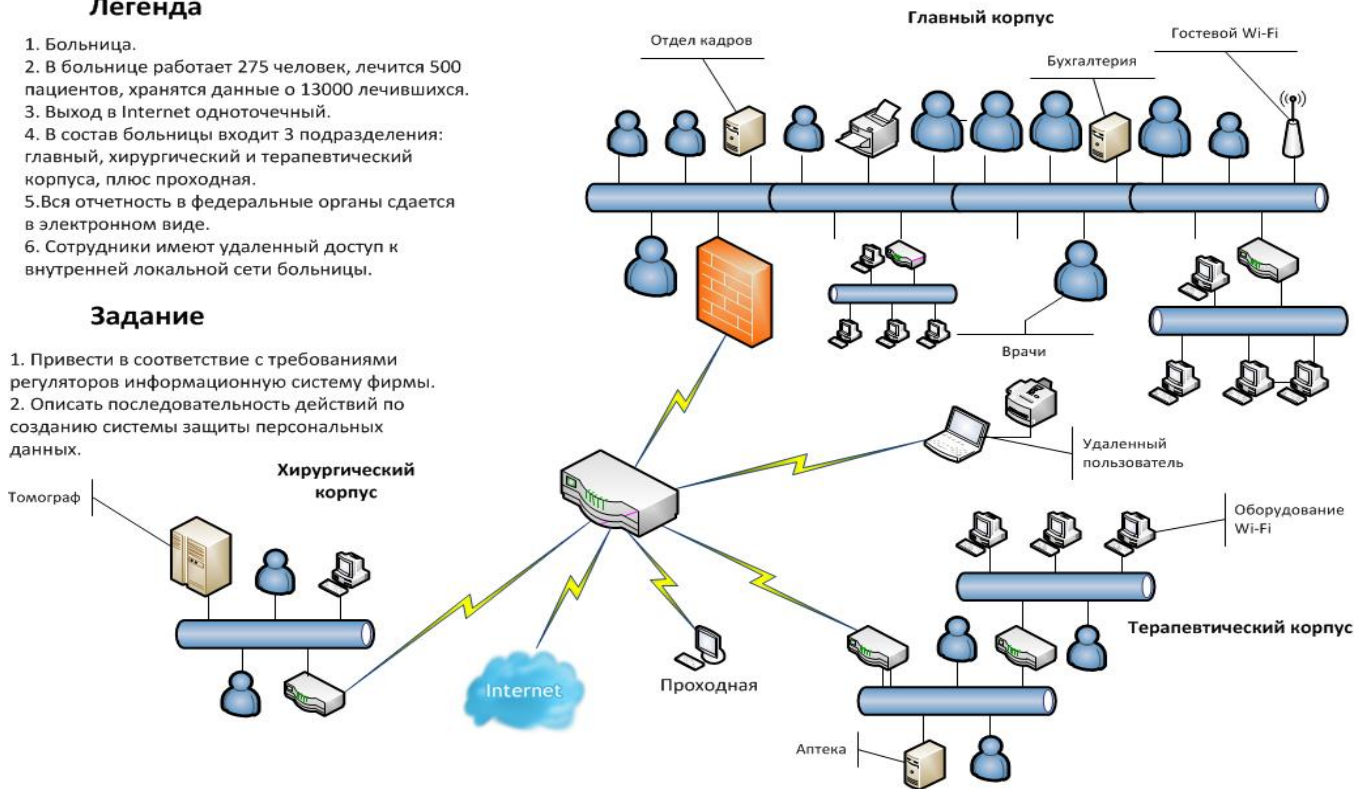 Легенда
1. Больница.
2. В больнице работает 275 человек, лечится 500
пациентов, хранятся данные о 13000 лечившихся.
3. Выход в Internet одноточечный.
4. В состав больницы входит 3 подразделения:
главный, хирургический и терапевтический
корпуса, плюс проходная.
5.Вся отчетность в федеральные органы сдается
в электронном виде.
6. Сотрудники имеют удаленный доступ к
внутренней локальной сети больницы.
Задание
1. Привести в соответствие с требованиями
регуляторов информационную систему фирмы.
2. Описать последовательность действий по
созданию системы защиты персональных
данных.
Главный корпус
Отдел кадров
Бухгалтерия
Гостевой Wi-Fi
Врачи
Удаленный
пользователь
Хирургический
корпус
Томограф
Internet
Проходная
Оборудование
Wi-Fi
Терапевтический корпус
Аптека